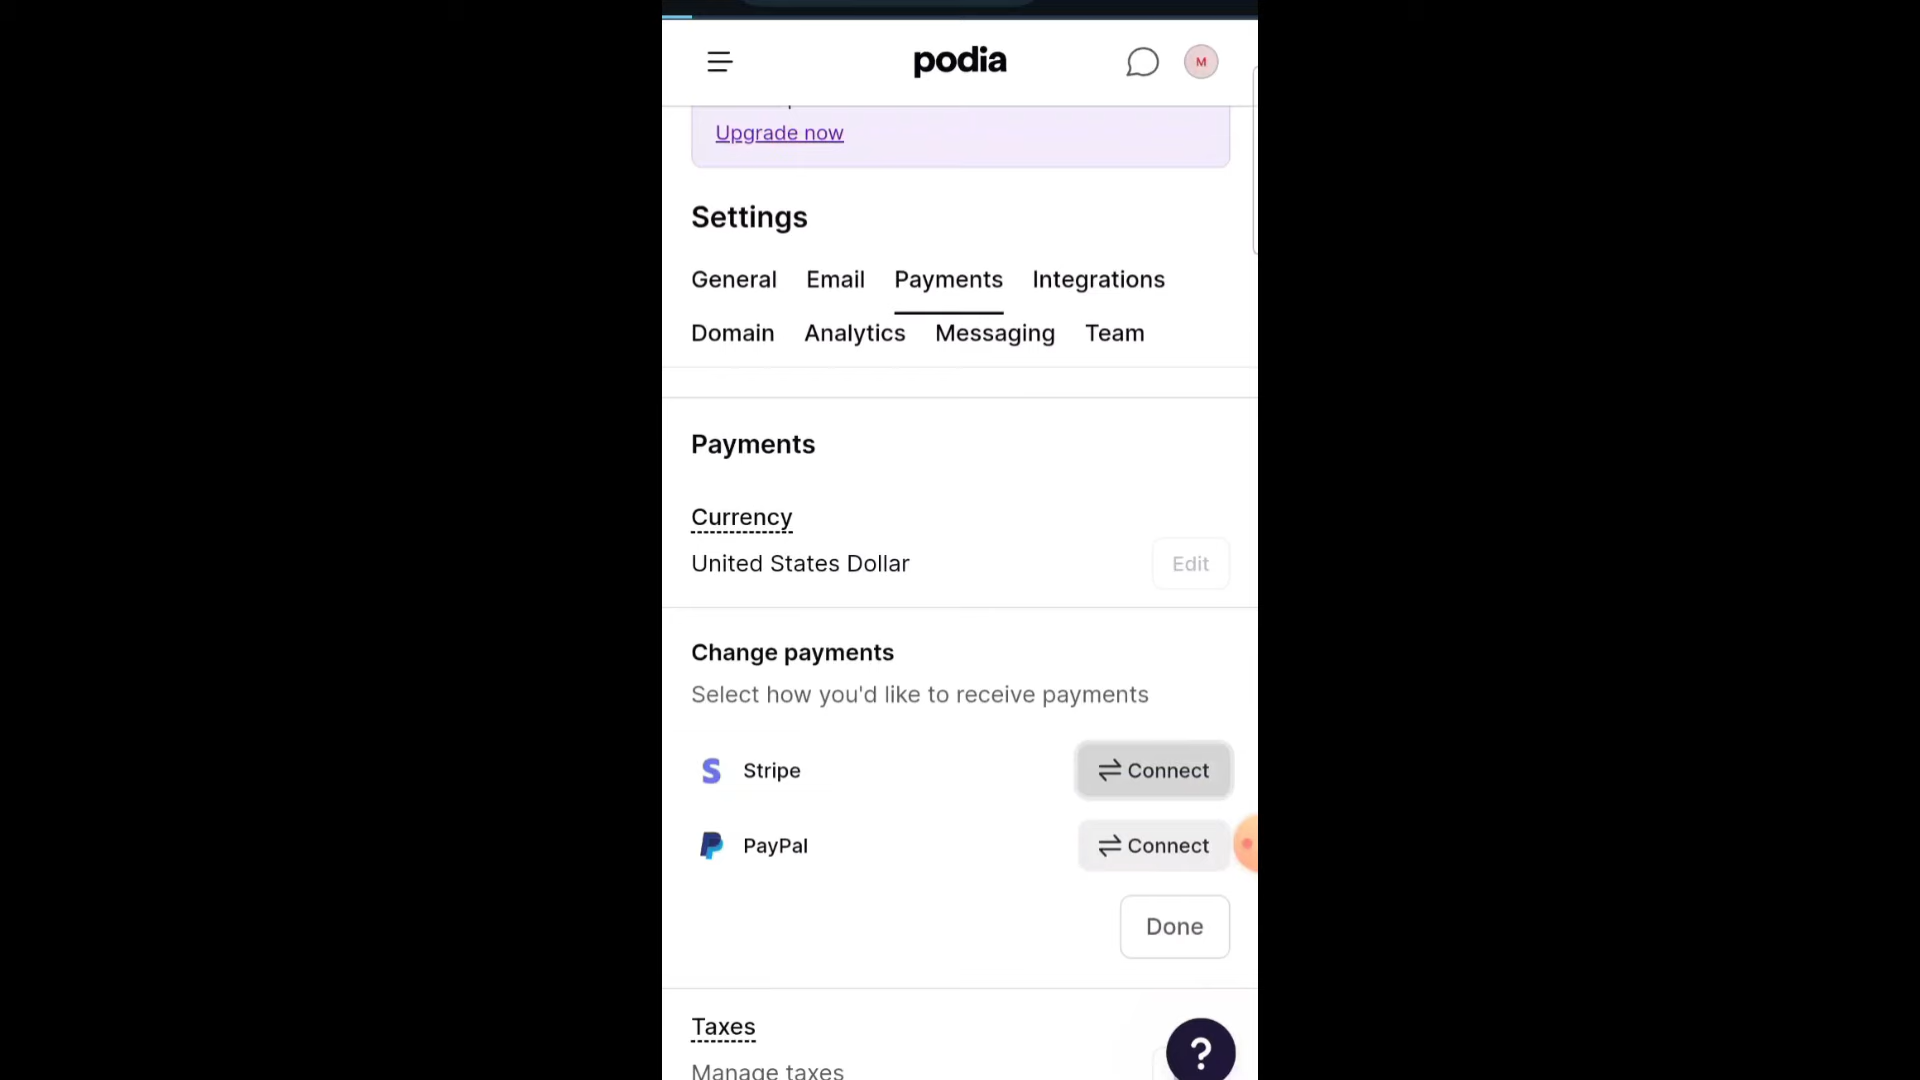 podia
M
Upgrade now
Settings
General Email Payments Integrations
Domain Analytics Messaging Team
Payments
Currency
United States Dollar
Edit
Change payments
Select how you'd like to receive payments
Stripe
Connect
PayPal
Connect
Done
Taxes
Manage taxes
?